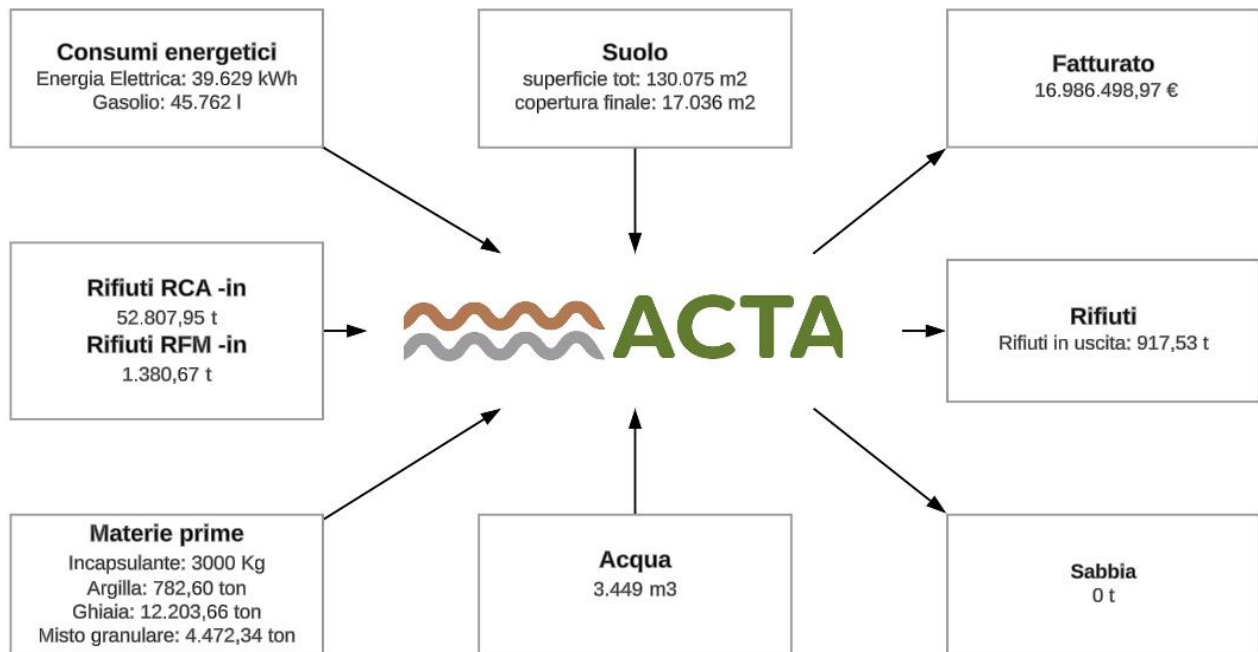 Consumi energetici
Energia Elettrica: 39.629 kWh
Gasolio: 45.762 l
Suolo
superficie tot: 130.075 m2
copertura finale: 17.036 m2
Fatturato
16.986.498,97 €
Rifiuti RCA -in
52.807,95 t
Rifiuti RFM -in
1.380,67 t
ACTA
Rifiuti
Rifiuti in uscita: 917,53 t
Materie prime
Incapsulante: 3000 Kg
Argilla: 782,60 ton
Ghiaia: 12.203,66 ton
Misto granulare: 4.472,34 ton
Acqua
3.449 m3
Sabbia
0 t